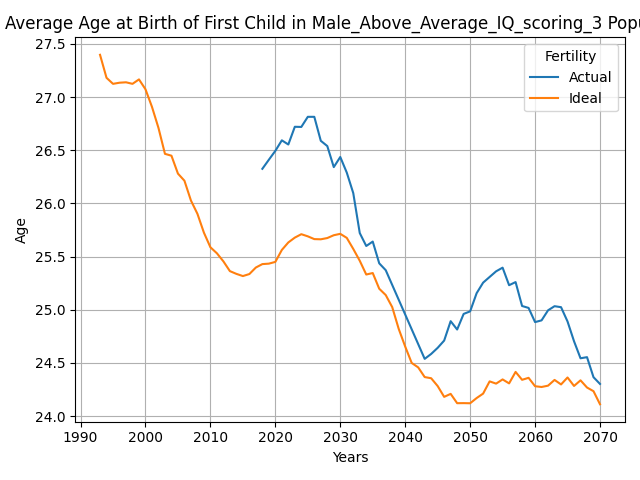 Average Age at Birth of First Child in Male_Above_Average_IQ_scoring_3 Popu
27.5
27.0
26.5
26.0
25.5
25.0
24.5
24.0
Age
Fertility
Actual
Ideal
1990 2000 2010 2020 2030 2040 2050 2060 2070
Years